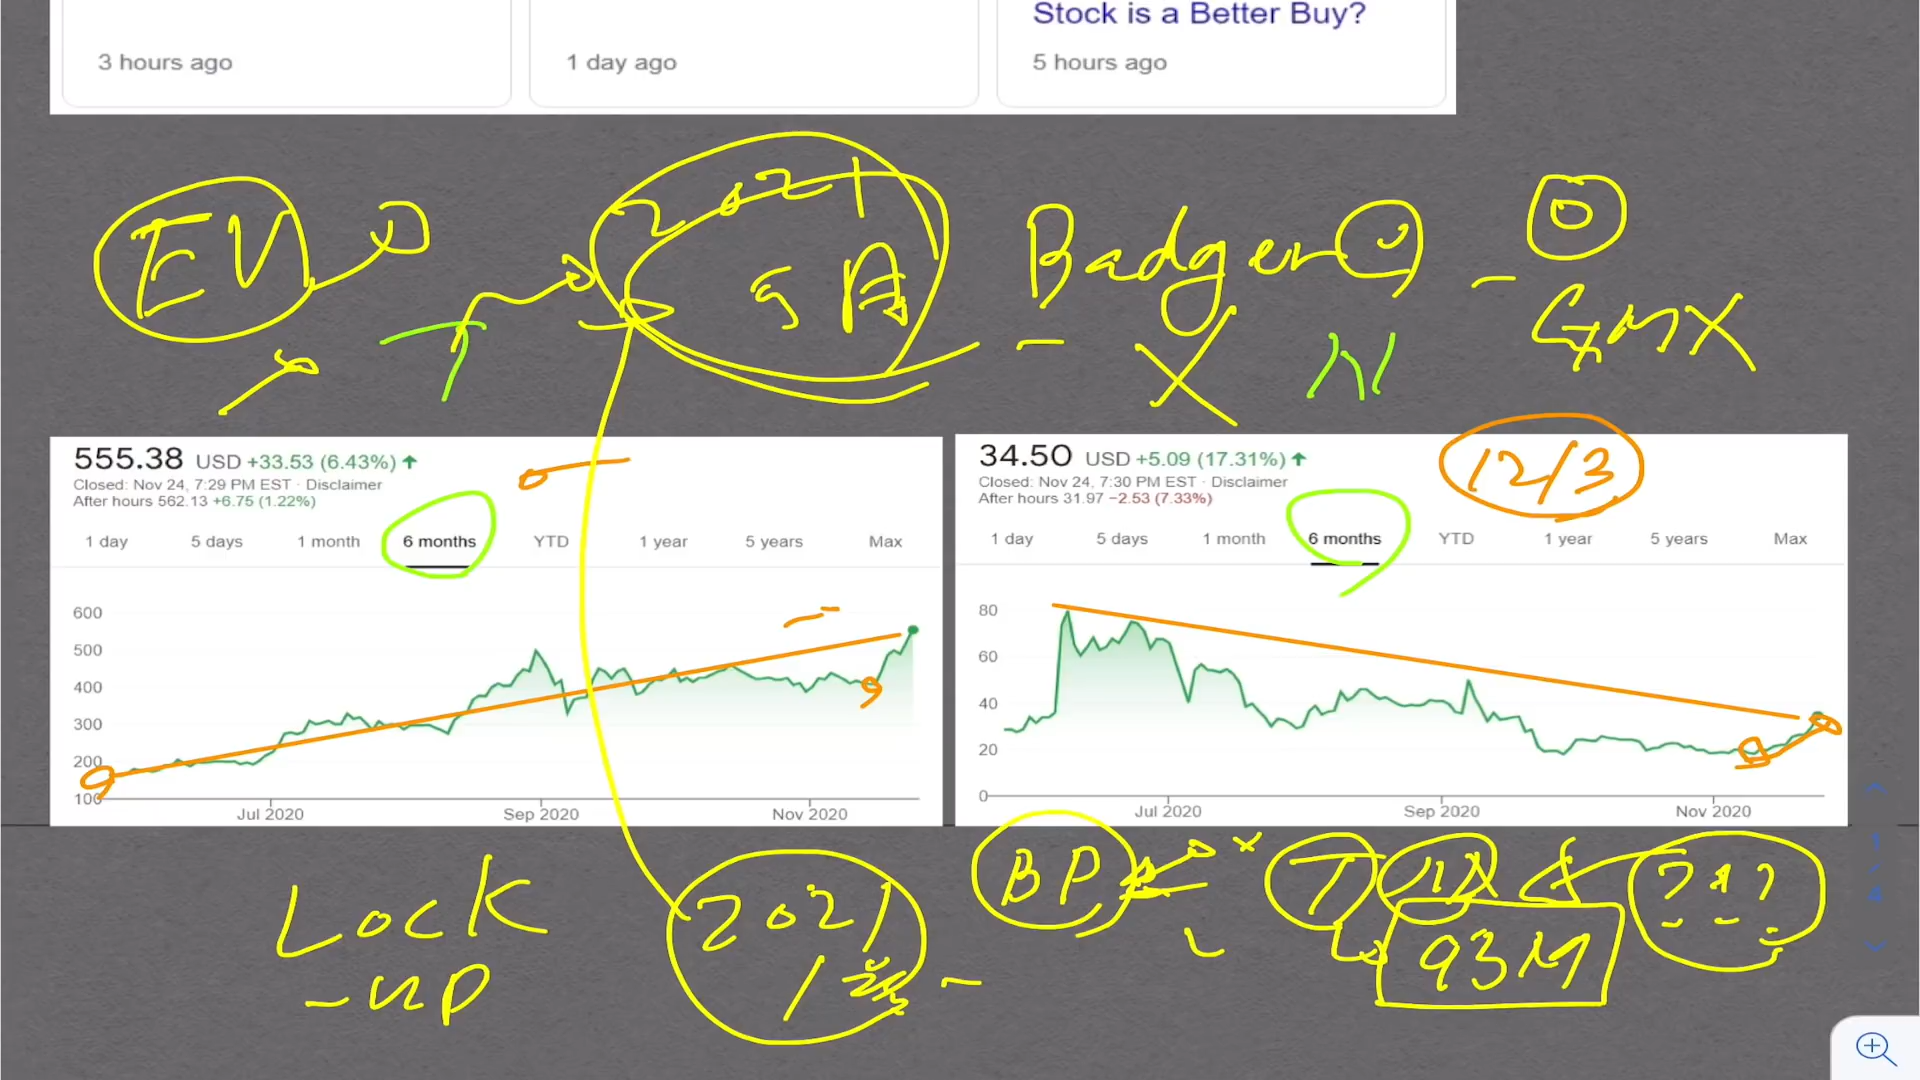 Stock is a Better Buy?
3 hours ago
1 day ago
5 hours ago
EV
2021
Badger
X
GMX
T
N
555.38 USD +33.53 (6.43%)
Closed: Nov 24, 7:29 PM EST · Disclaimer
After hours 562.13 +6.75 (1.22%)
1 day 5 days 1 month 6 months YTD 1 year 5 years Max
600
500
400
300
200
100
Jul 2020 Sep 2020 Nov 2020
34.50 USD +5.09 (17.31%)
12/3
Closed: Nov 24, 7:30 PM EST · Disclaimer
After hours 31.97 −2.53 (7.33%)
1 day 5 days 1 month 6 months YTD 1 year 5 years Max
80
60
40
20
0
Jul 2020 Sep 2020 Nov 2020
Lock
-up
2021
BP
T
93M